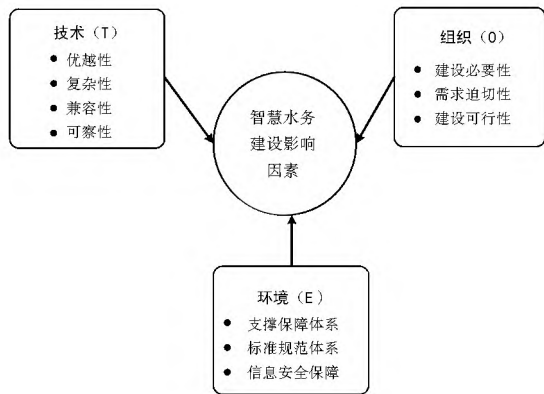 技术（T）
● 优越性
● 复杂性
● 兼容性
● 可察性
组织（0）
● 建设必要性
● 需求迫切性
● 建设可行性
智慧水务
建设影响
因素
环境（E）
● 支撑保障体系
● 标准规范体系
● 信息安全保障